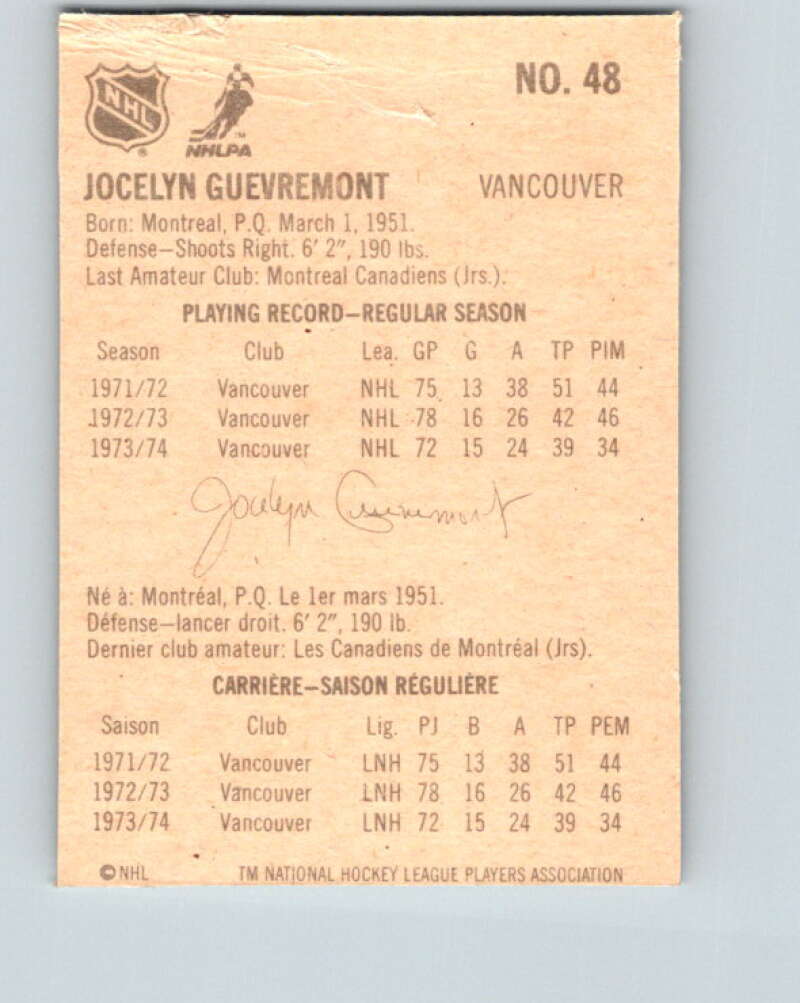 NO. 48
NHL
TM
NHLPA
JOCELYN GUEVREMONT VANCOUVER
Born: Montreal, P.Q. March 1, 1951.
Defense—Shoots Right. 6' 2", 190 lbs.
Last Amateur Club: Montreal Canadiens (Jrs.).
PLAYING RECORD—REGULAR SEASON
Season Club Lea. GP G A TP PIM
1971/72 Vancouver NHL 75 13 38 51 44
1972/73 Vancouver NHL 78 16 26 42 46
1973/74 Vancouver NHL 72 15 24 39 34
Jocelyn Guevremont
Né à: Montréal, P.Q. Le 1er mars 1951.
Défense—lancer droit. 6' 2", 190 lb.
Dernier club amateur: Les Canadiens de Montréal (Jrs).
CARRIÈRE—SAISON RÉGULIÈRE
Saison Club Lig. PJ B A TP PEM
1971/72 Vancouver LNH 75 13 38 51 44
1972/73 Vancouver LNH 78 16 26 42 46
1973/74 Vancouver LNH 72 15 24 39 34
© NHL TM NATIONAL HOCKEY LEAGUE PLAYERS ASSOCIATION